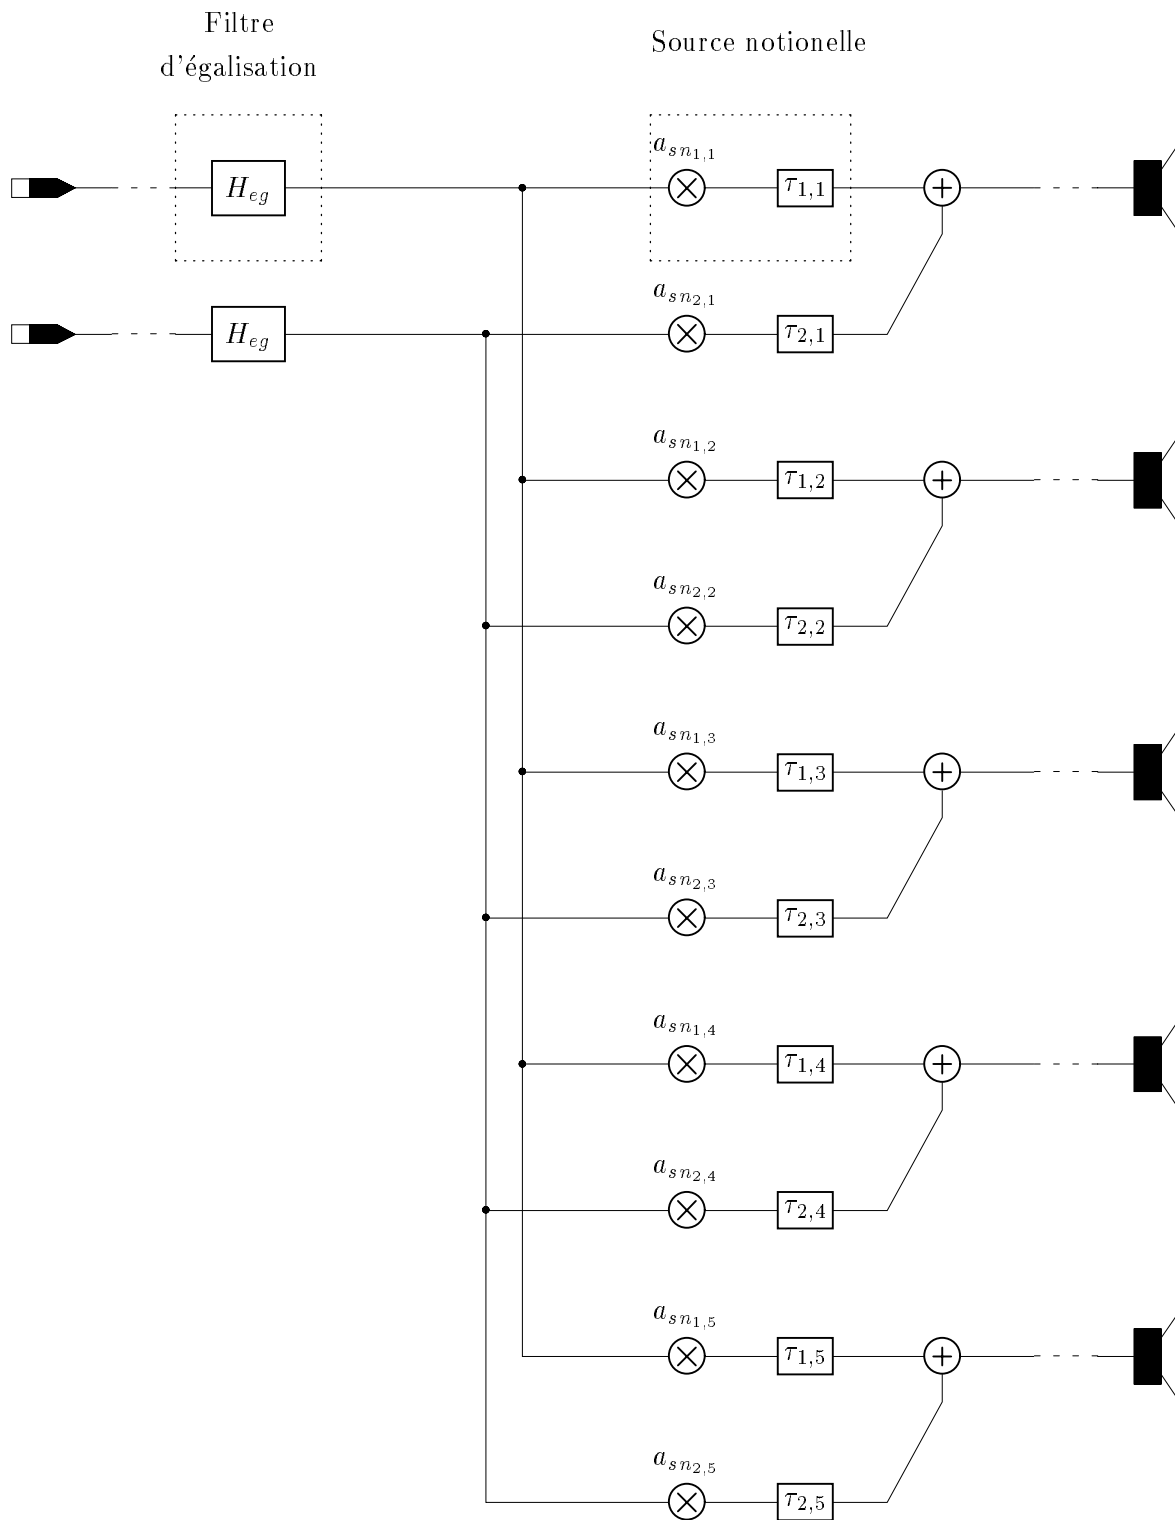 Filtre
d'égalisation
Source notionelle
a_{sn_{1,1}}
H_{eg}
τ_{1,1}
a_{sn_{2,1}}
H_{eg}
τ_{2,1}
a_{sn_{1,2}}
τ_{1,2}
a_{sn_{2,2}}
τ_{2,2}
a_{sn_{1,3}}
τ_{1,3}
a_{sn_{2,3}}
τ_{2,3}
a_{sn_{1,4}}
τ_{1,4}
a_{sn_{2,4}}
τ_{2,4}
a_{sn_{1,5}}
τ_{1,5}
a_{sn_{2,5}}
τ_{2,5}